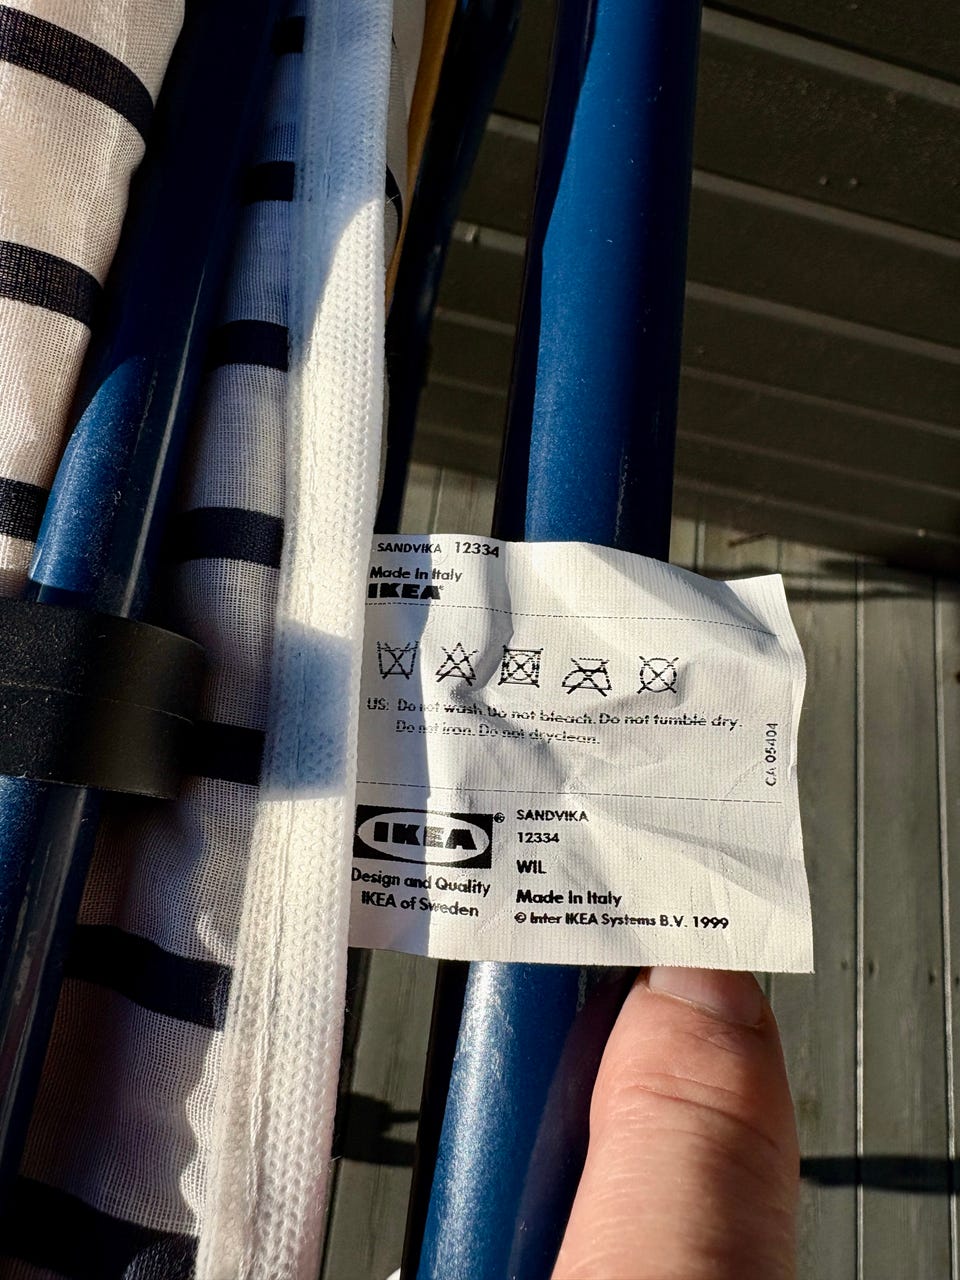 SANDVIKA 12334
Made in Italy
IKEA®
US: Do not wash. Do not bleach. Do not tumble dry.
Do not iron. Do not dryclean.
CA 05404
IKEA®
Design and Quality
IKEA of Sweden
SANDVIKA
12334
WIL
Made in Italy
© Inter IKEA Systems B.V. 1999